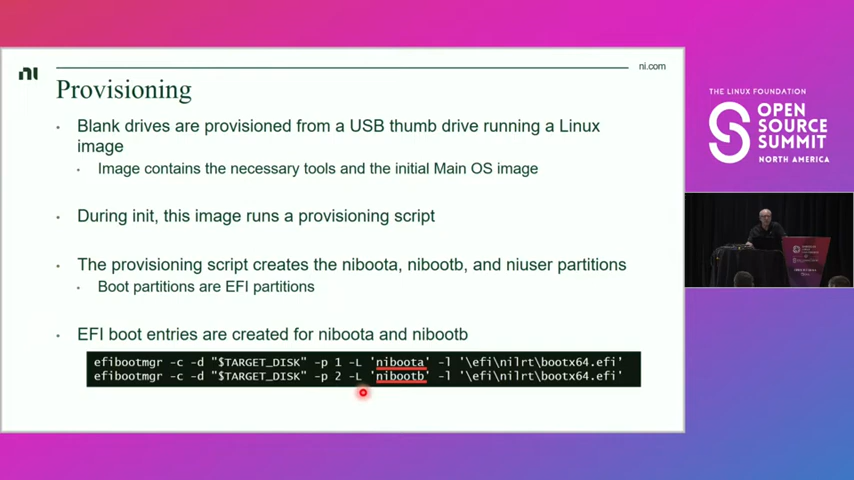 ni
ni.com
Provisioning
Blank drives are provisioned from a USB thumb drive running a Linux
image
Image contains the necessary tools and the initial Main OS image
During init, this image runs a provisioning script
The provisioning script creates the niboota, nibootb, and niuser partitions
Boot partitions are EFI partitions
EFI boot entries are created for niboota and nibootb
efibootmgr -c -d "$TARGET_DISK" -p 1 -L 'niboota' -l '\efi\nilrt\bootx64.efi'
efibootmgr -c -d "$TARGET_DISK" -p 2 -L 'nibootb' -l '\efi\nilrt\bootx64.efi'
THE LINUX FOUNDATION
OPEN
SOURCE
SUMMIT
NORTH AMERICA